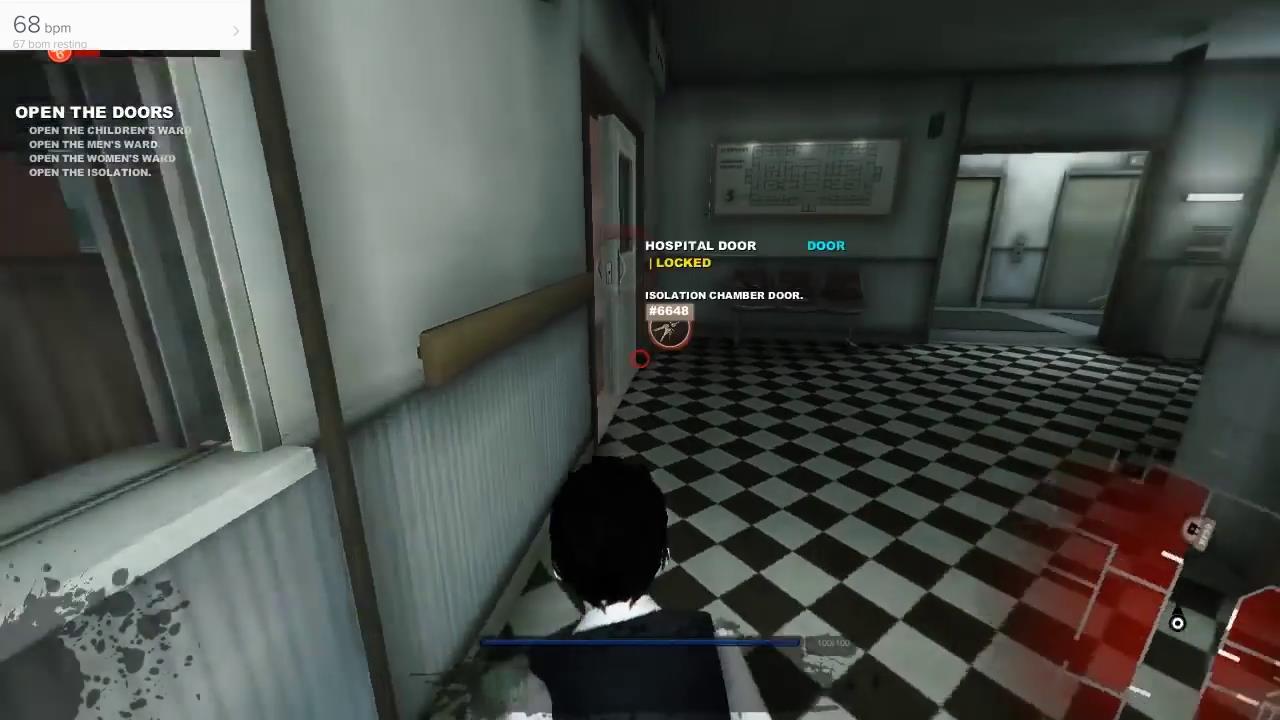 68 bpm
67 bpm resting
OPEN THE DOORS
OPEN THE CHILDREN'S WARD
OPEN THE MEN'S WARD
OPEN THE WOMEN'S WARD
OPEN THE ISOLATION.
HOSPITAL DOOR DOOR
| LOCKED
ISOLATION CHAMBER DOOR.
#6648
3
100/100